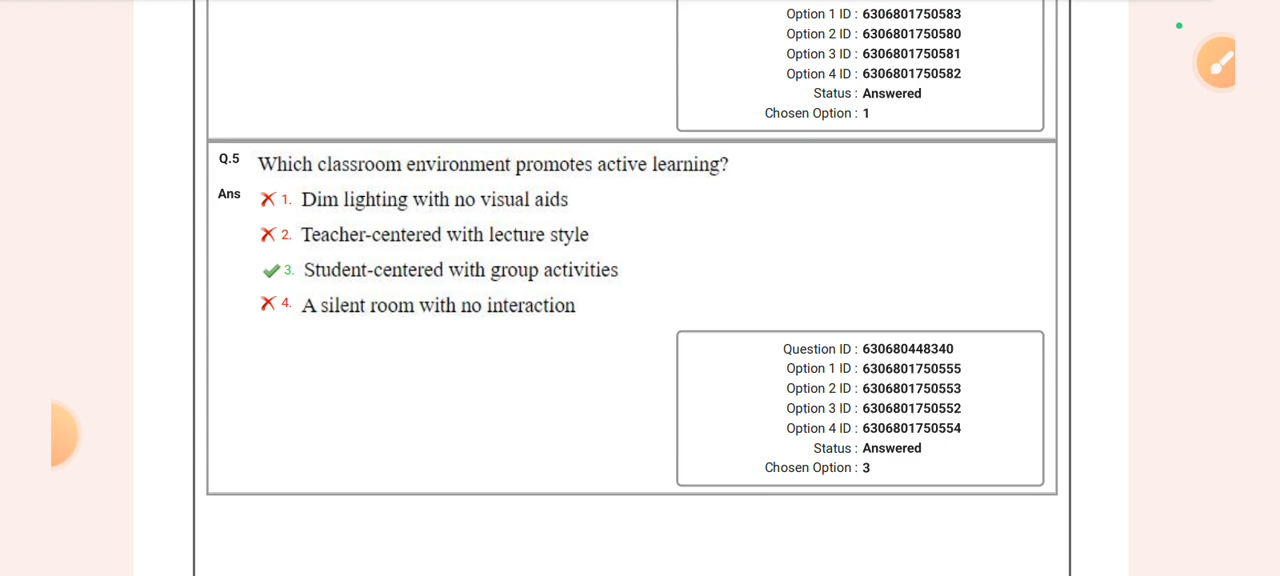 Option 1 ID : 6306801750583
Option 2 ID : 6306801750580
Option 3 ID : 6306801750581
Option 4 ID : 6306801750582
Status : Answered
Chosen Option : 1
Q.5 Which classroom environment promotes active learning?
Ans 1. Dim lighting with no visual aids
2. Teacher-centered with lecture style
3. Student-centered with group activities
4. A silent room with no interaction
Question ID : 630680448340
Option 1 ID : 6306801750555
Option 2 ID : 6306801750553
Option 3 ID : 6306801750552
Option 4 ID : 6306801750554
Status : Answered
Chosen Option : 3